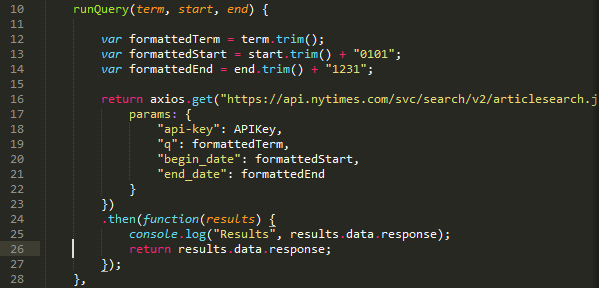 10 runQuery(term, start, end) {
11
12 var formattedTerm = term.trim();
13 var formattedStart = start.trim() + "0101";
14 var formattedEnd = end.trim() + "1231";
15
16 return axios.get("https://api.nytimes.com/svc/search/v2/articlesearch.j
17 params: {
18 "api-key": APIKey,
19 "q": formattedTerm,
20 "begin_date": formattedStart,
21 "end_date": formattedEnd
22 }
23 })
24 .then(function(results) {
25 console.log("Results", results.data.response);
26 return results.data.response;
27 });
28 },